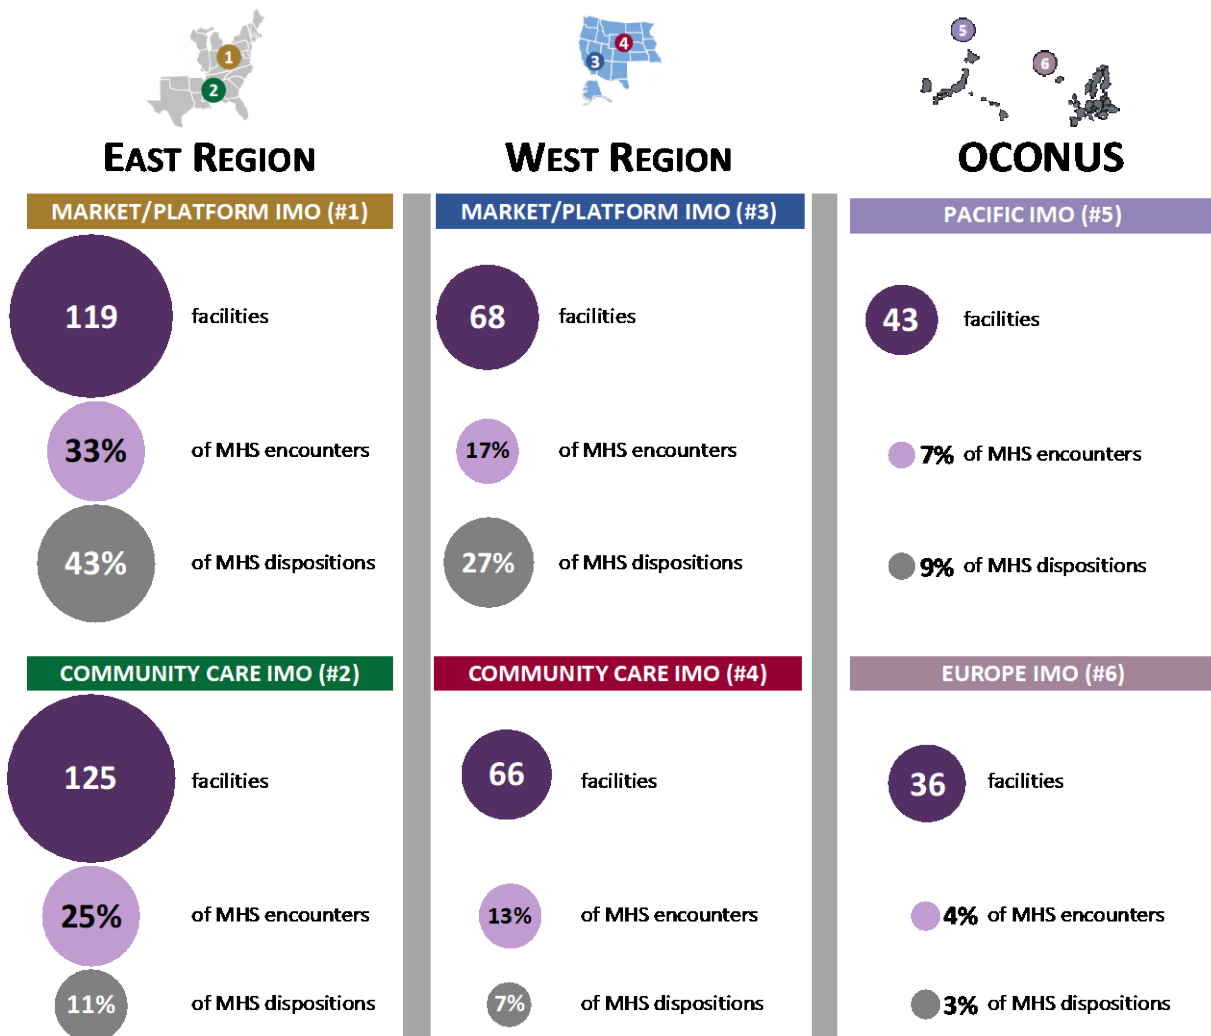 1
2
EAST REGION
MARKET/PLATFORM IMO (#1)
119 facilities
33% of MHS encounters
43% of MHS dispositions
COMMUNITY CARE IMO (#2)
125 facilities
25% of MHS encounters
11% of MHS dispositions
3
4
WEST REGION
MARKET/PLATFORM IMO (#3)
68 facilities
17% of MHS encounters
27% of MHS dispositions
COMMUNITY CARE IMO (#4)
66 facilities
13% of MHS encounters
7% of MHS dispositions
5
6
OCONUS
PACIFIC IMO (#5)
43 facilities
7% of MHS encounters
9% of MHS dispositions
EUROPE IMO (#6)
36 facilities
4% of MHS encounters
3% of MHS dispositions